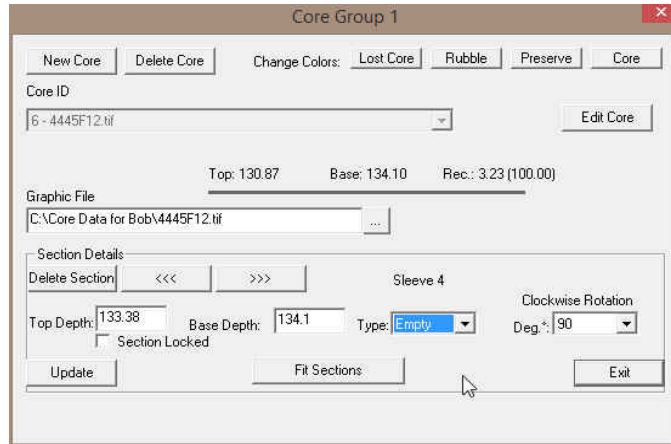 Core Group 1
New Core Delete Core Change Colors: Lost Core Rubble Preserve Core
Core ID
6 - 4445F12.tif Edit Core
Top: 130.87 Base: 134.10 Rec.: 3.23 (100.00)
Graphic File
C:\Core Data for Bob\4445F12.tif ...
Section Details
Delete Section <<< >>> Sleeve 4
Clockwise Rotation
Top Depth: 133.38 Base Depth: 134.1 Type: Empty Deg.*: 90
Section Locked
Update Fit Sections Exit